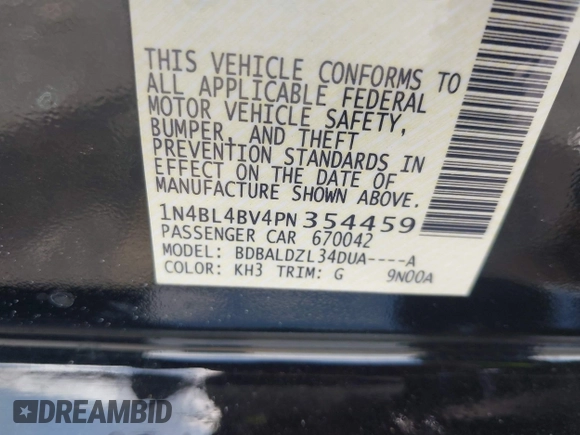 THIS VEHICLE CONFORMS TO
ALL APPLICABLE FEDERAL
MOTOR VEHICLE SAFETY,
BUMPER, AND THEFT
PREVENTION STANDARDS IN
EFFECT ON THE DATE OF
MANUFACTURE SHOWN ABOVE.
1N4BL4BV4PN354459
PASSENGER CAR 670042
MODEL: BDBALDZL34DUA----A
COLOR: KH3 TRIM: G 9N00A
DREAMBID